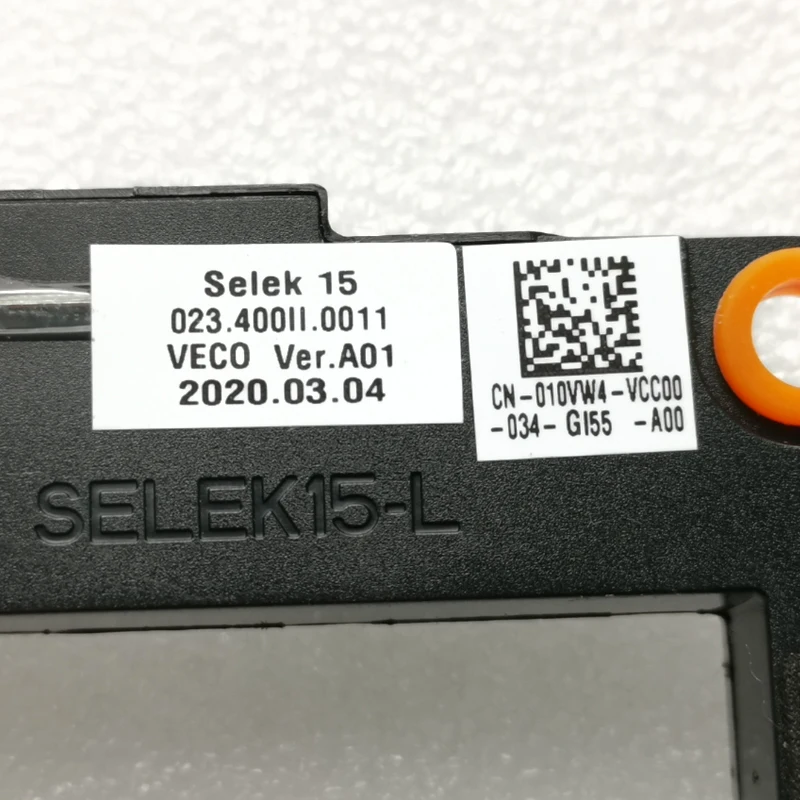 Selek 15
023.400II.0011
VECO Ver.A01
2020.03.04
CN-010VW4-VCC00
-034- GI55 -A00
SELEK15-L